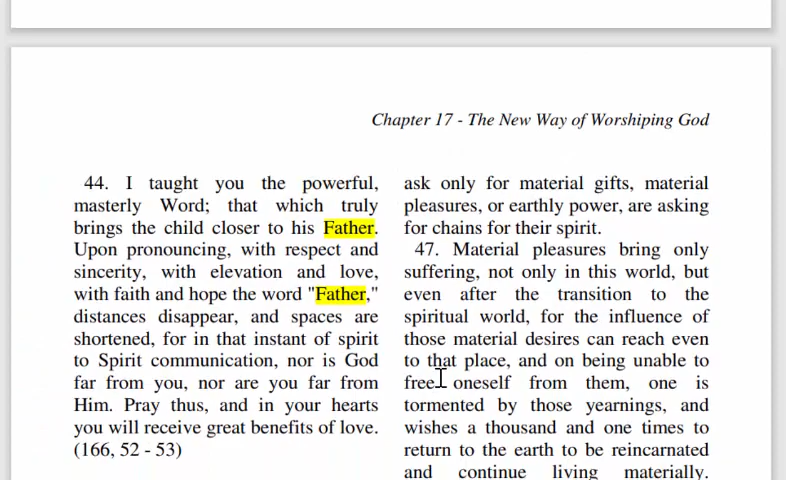 Chapter 17 - The New Way of Worshiping God
44. I taught you the powerful,
masterly Word; that which truly
brings the child closer to his Father.
Upon pronouncing, with respect and
sincerity, with elevation and love,
with faith and hope the word "Father,"
distances disappear, and spaces are
shortened, for in that instant of spirit
to Spirit communication, nor is God
far from you, nor are you far from
Him. Pray thus, and in your hearts
you will receive great benefits of love.
(166, 52 - 53)
ask only for material gifts, material
pleasures, or earthly power, are asking
for chains for their spirit.
47. Material pleasures bring only
suffering, not only in this world, but
even after the transition to the
spiritual world, for the influence of
those material desires can reach even
to that place, and on being unable to
free oneself from them, one is
tormented by those yearnings, and
wishes a thousand and one times to
return to the earth to be reincarnated
and continue living materially.